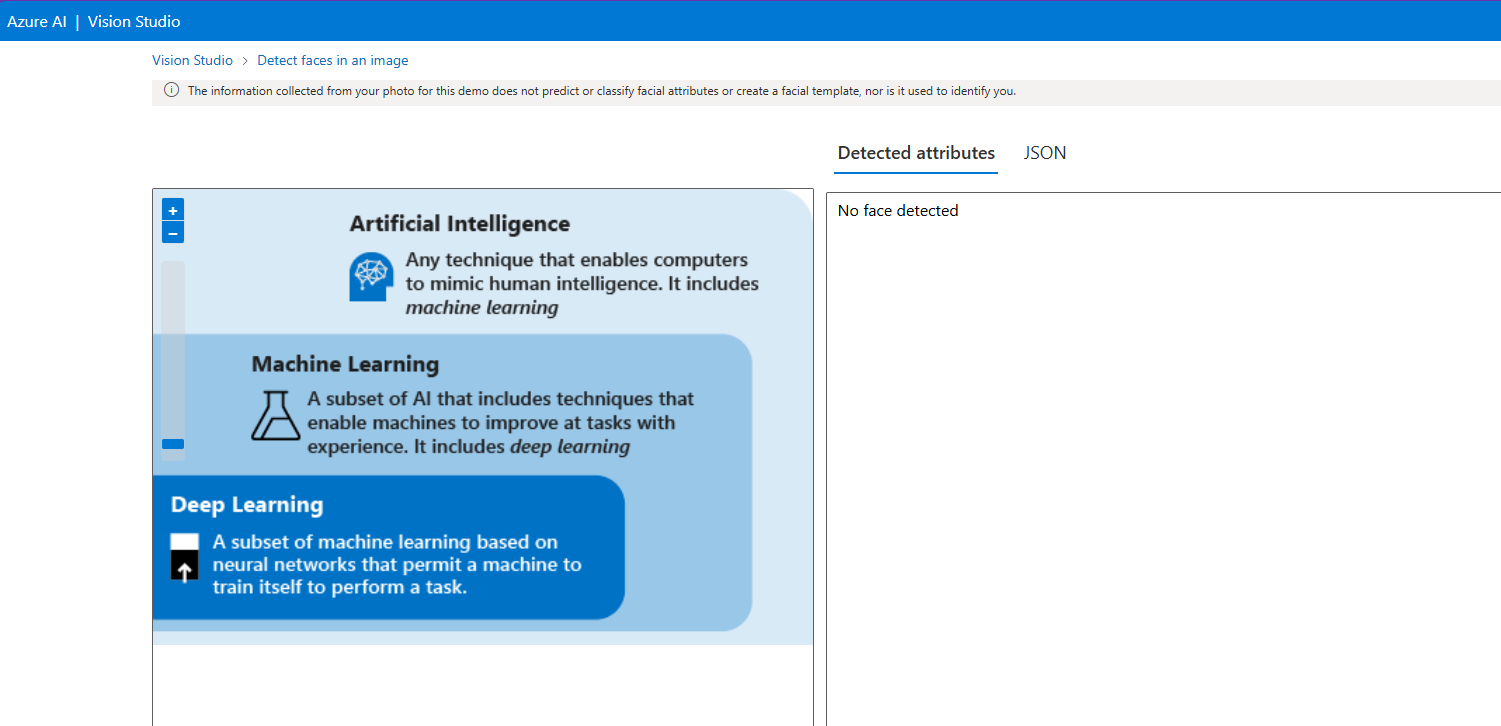 Azure AI | Vision Studio
Vision Studio > Detect faces in an image
The information collected from your photo for this demo does not predict or classify facial attributes or create a facial template, nor is it used to identify you.
Detected attributes JSON
No face detected
+
−
Artificial Intelligence
Any technique that enables computers
to mimic human intelligence. It includes
machine learning
Machine Learning
A subset of AI that includes techniques that
enable machines to improve at tasks with
experience. It includes deep learning
Deep Learning
A subset of machine learning based on
neural networks that permit a machine to
train itself to perform a task.